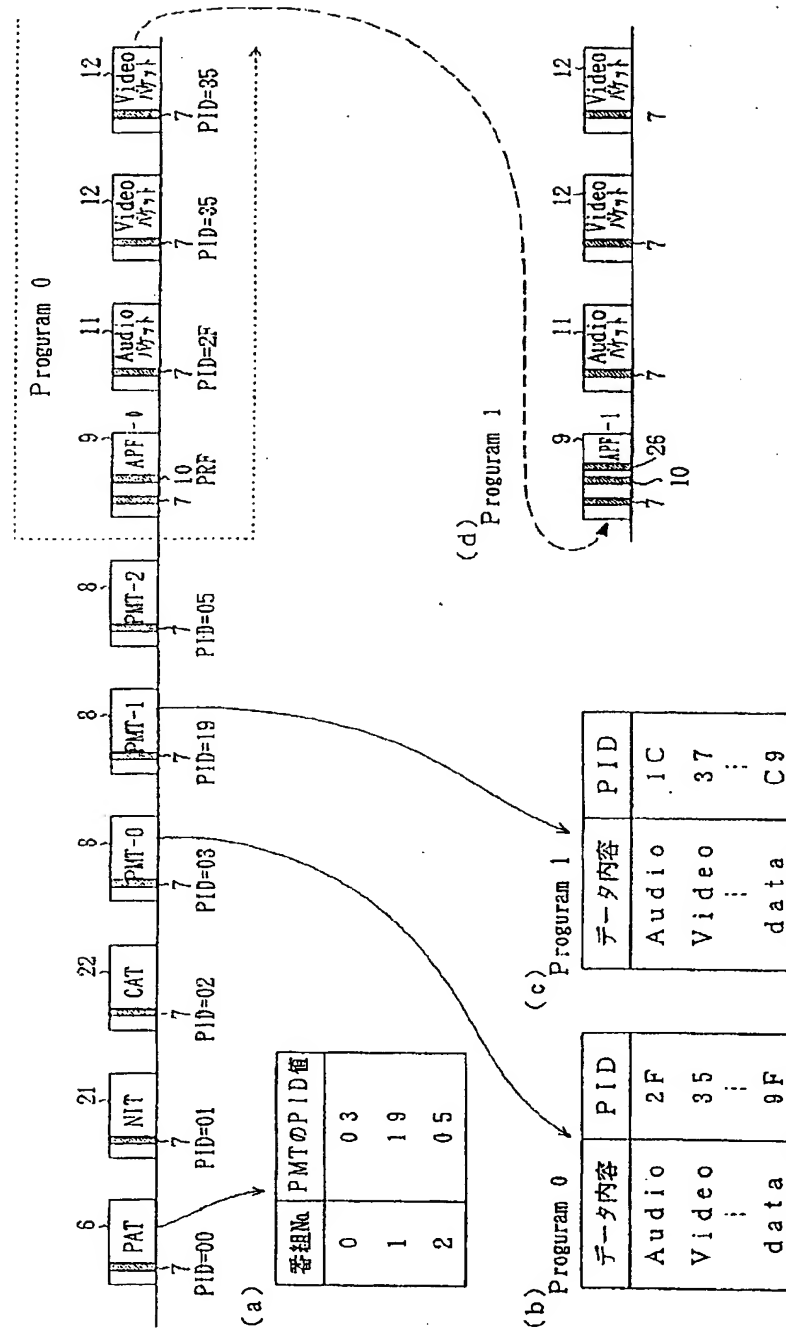 Proguram 0
6
21
22
8
8
8
9
11
12
12
PAT
NIT
CAT
PMT-0
PMT-1
PMT-2
APF-0
Audio
パケット
Video
パケット
Video
パケット
7
7
7
7
7
7
7
10
7
7
7
PID=00
PID=01
PID=02
PID=03
PID=19
PID=05
PRF
PID=2F
PID=35
PID=35
(a)
番組No. PMTのPID値
0 03
1 19
2 05
(b)
Proguram 0
データ内容 PID
Audio 2F
Video 35
⋮ ⋮
data 9F
(c)
Proguram 1
データ内容 PID
Audio 1C
Video 37
⋮ ⋮
data C9
(d)
Proguram 1
9
11
12
12
APF-1
Audio
パケット
Video
パケット
Video
パケット
7
10
26
7
7
7